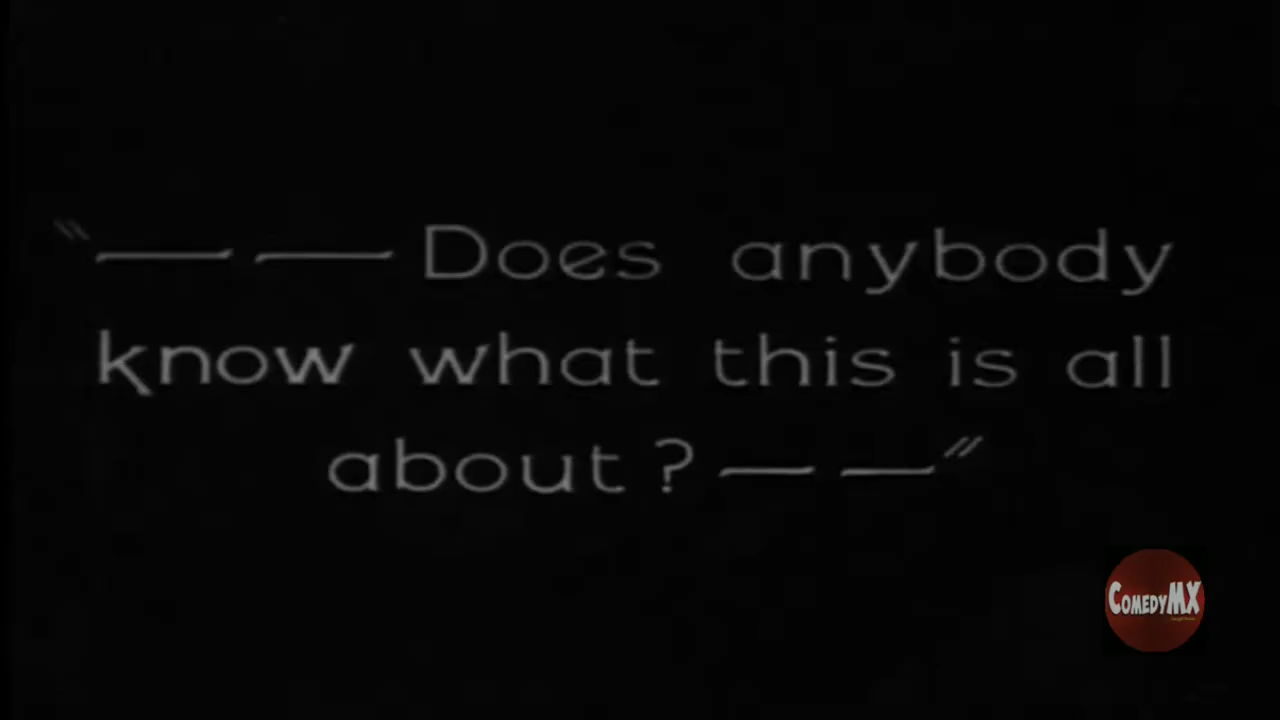 "— — Does anybody
know what this is all
about ? — —"
COMEDYMX